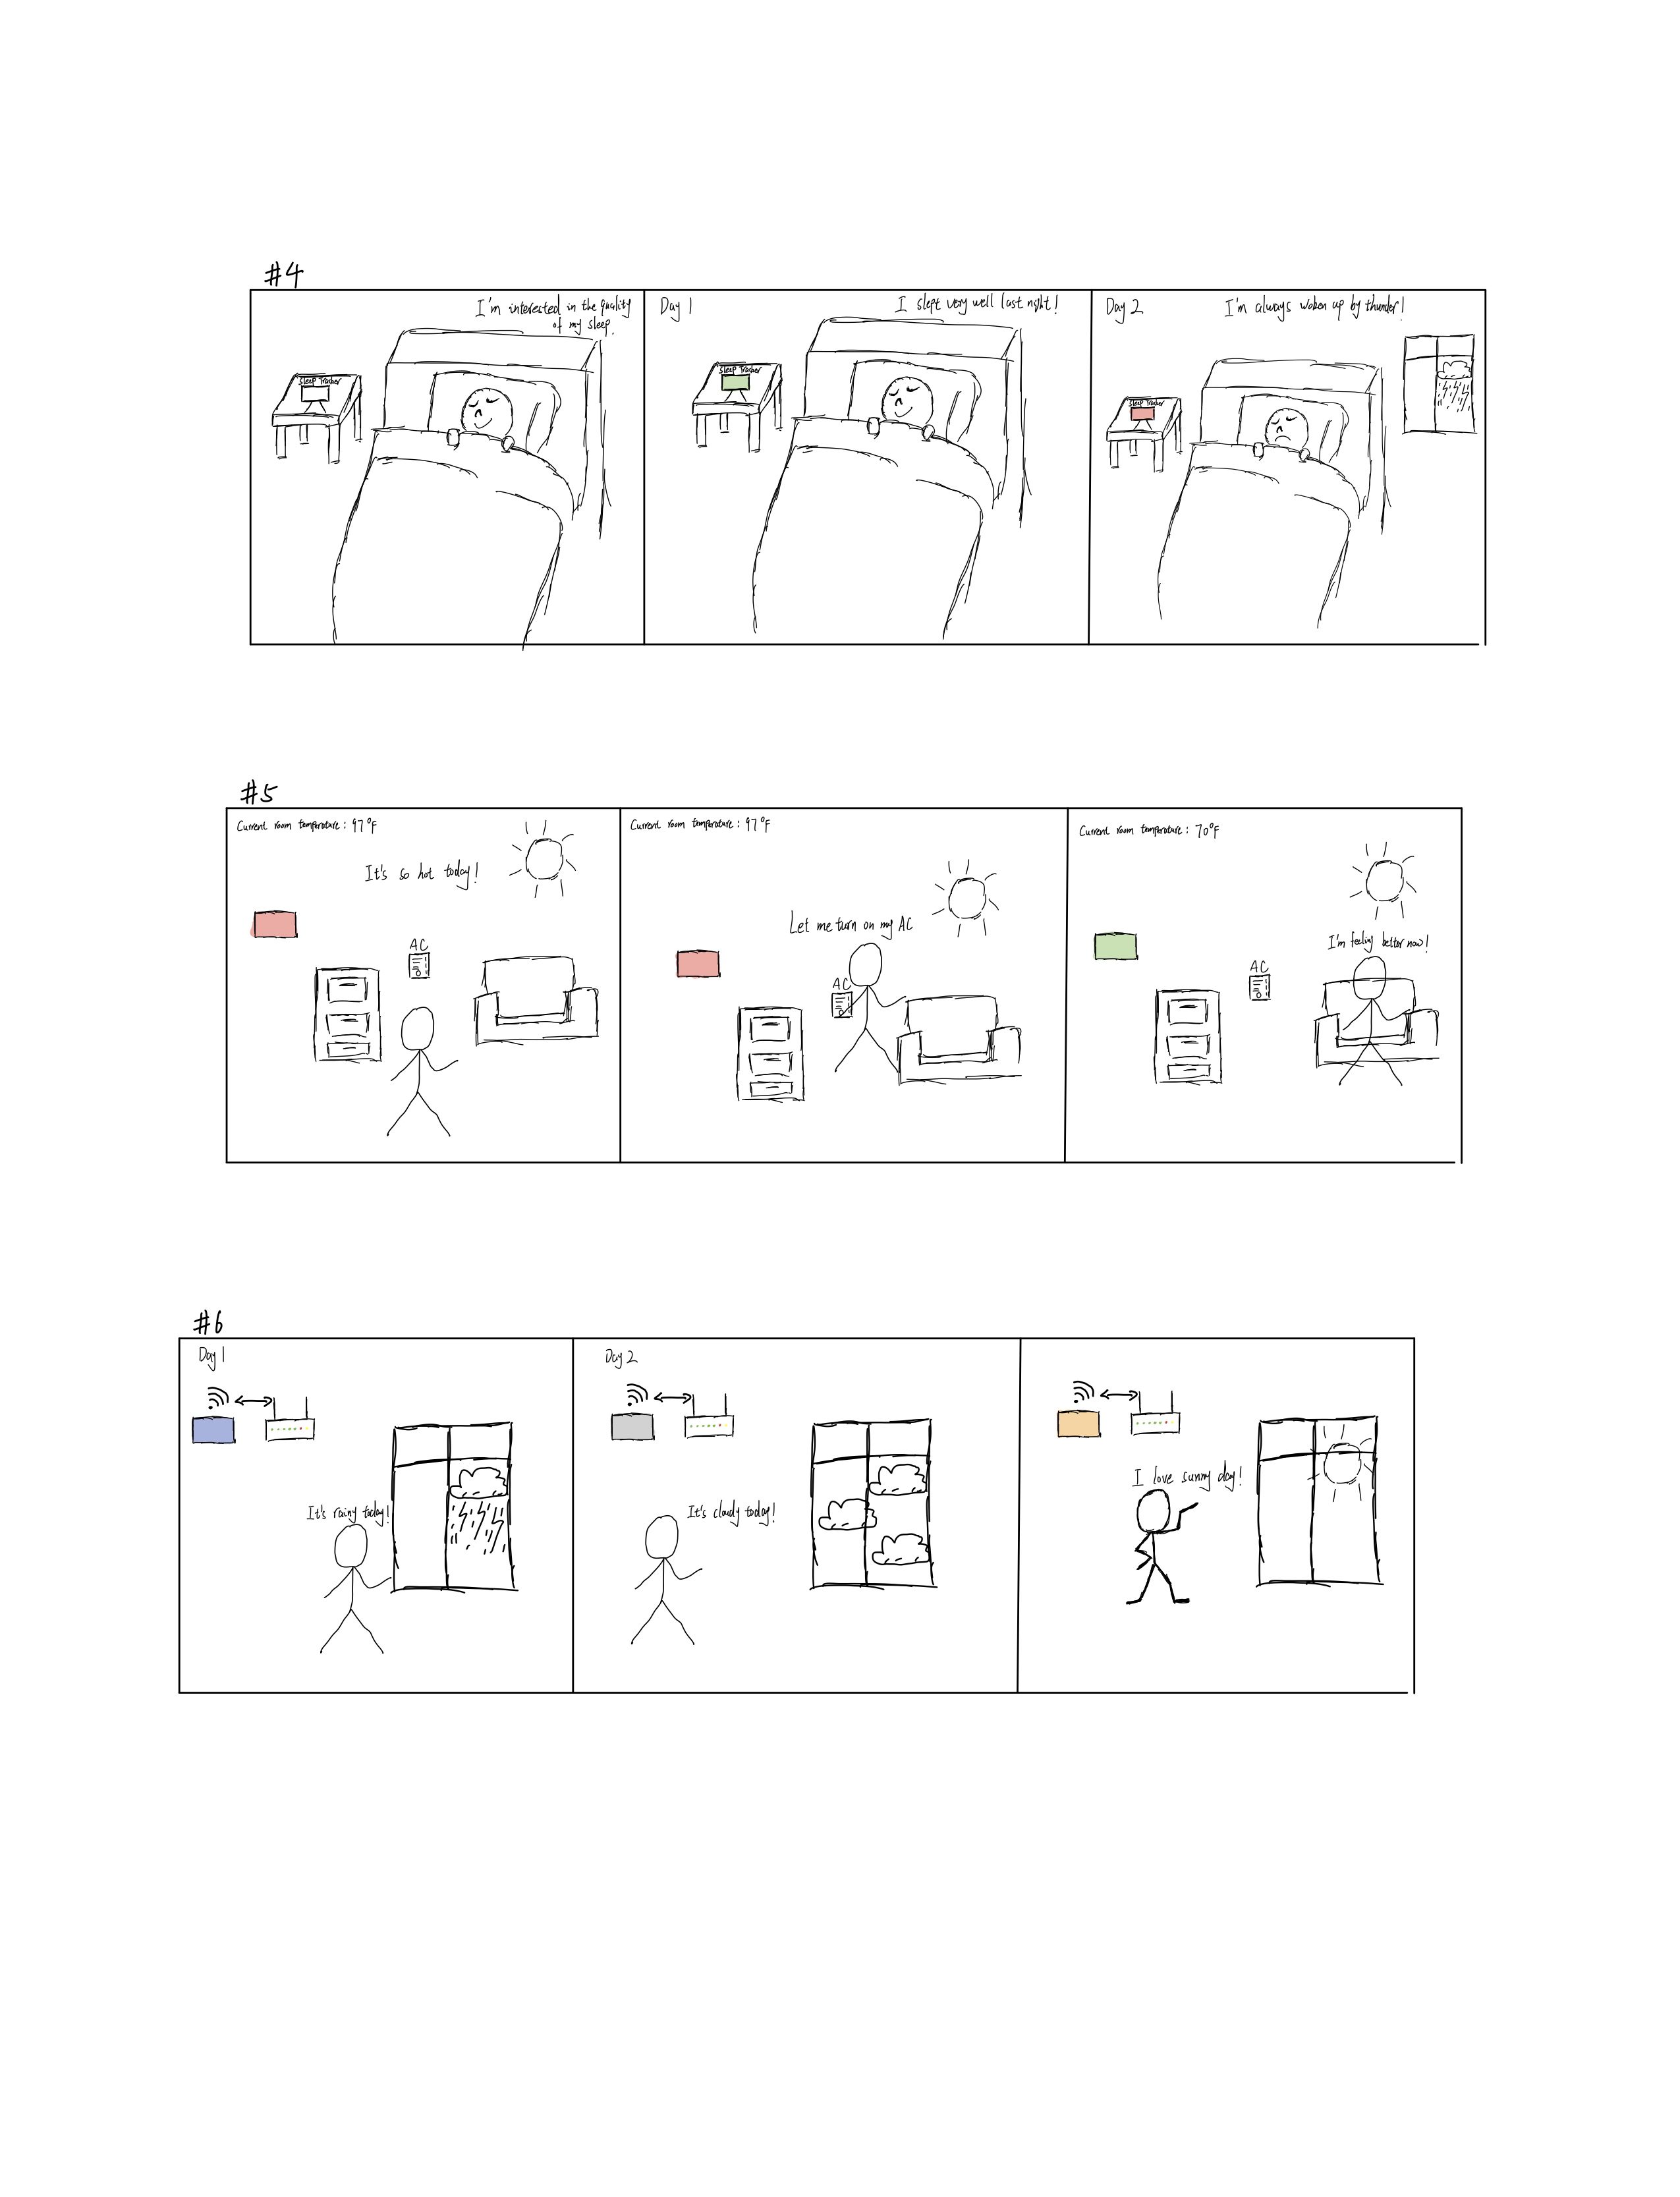 #4
I'm interested in the quality
of my sleep.
Sleep Tracker
Day 1
I slept very well last night!
Sleep Tracker
Day 2
I'm always woken up by thunder!
Sleep Tracker
#5
Current room temperature: 97°F
It's so hot today!
AC
Current room temperature: 97°F
Let me turn on my AC
AC
Current room temperature: 70°F
I'm feeling better now!
AC
#6
Day 1
It's rainy today!
Day 2
It's cloudy today!
I love sunny day!